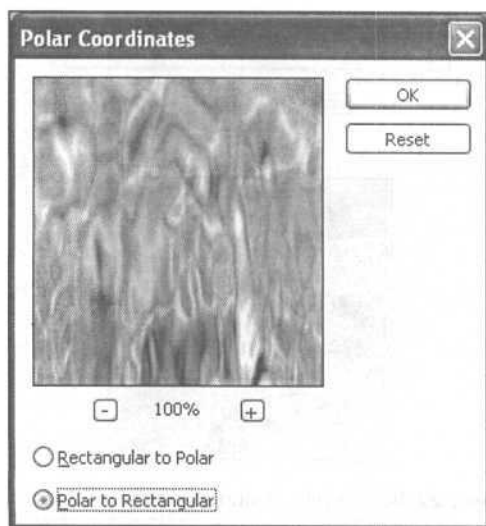 Polar Coordinates
OK
Reset
- 100% +
Rectangular to Polar
Polar to Rectangular